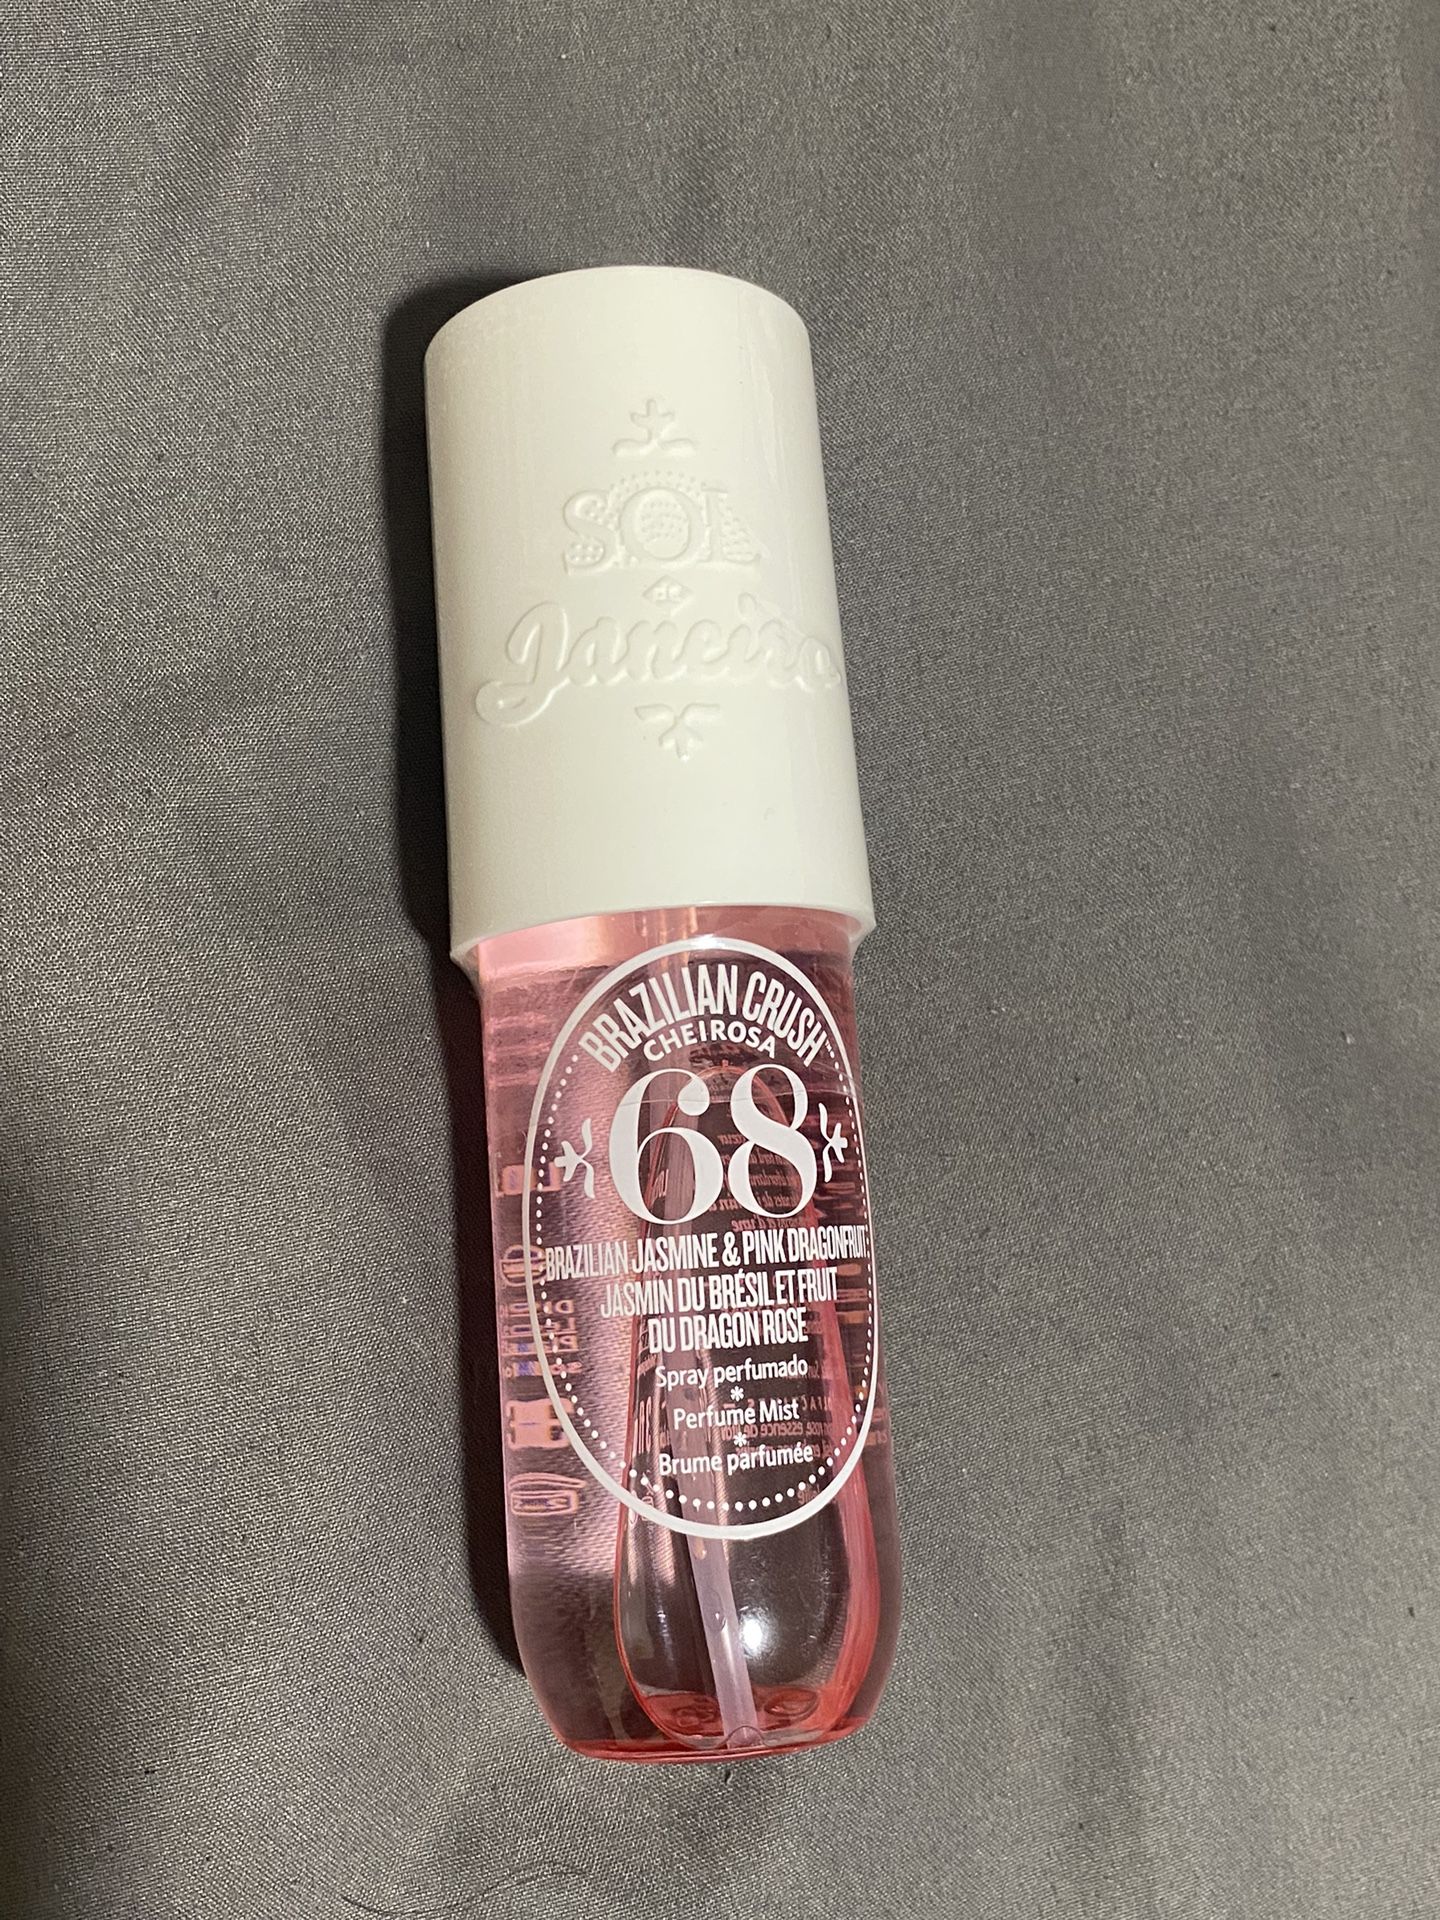 SOL
de
Janeiro
BRAZILIAN CRUSH™
CHEIROSA
68
BRAZILIAN JASMINE & PINK DRAGONFRUIT
JASMIN DU BRÉSIL ET FRUIT
DU DRAGON ROSE
Spray perfumado
*
Perfume Mist
*
Brume parfumée